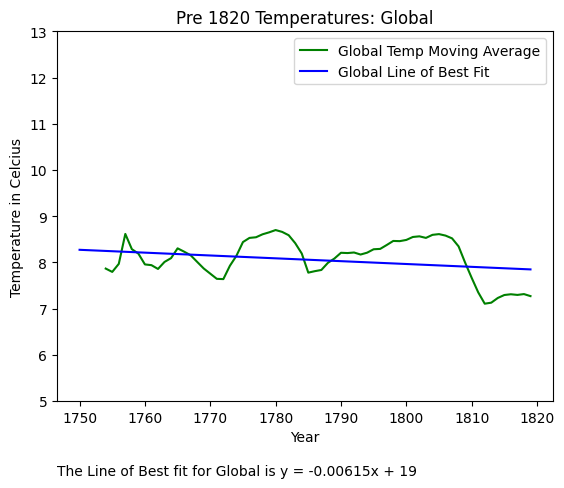 Pre 1820 Temperatures: Global
Global Temp Moving Average
Global Line of Best Fit
Temperature in Celcius
13
12
11
10
9
8
7
6
5
1750 1760 1770 1780 1790 1800 1810 1820
Year
The Line of Best fit for Global is y = -0.00615x + 19